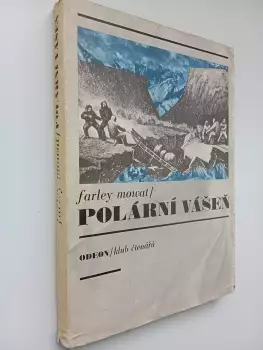 farley mowat/
POLÁRNÍ VÁŠEŇ
ODEON/klub čtenářů